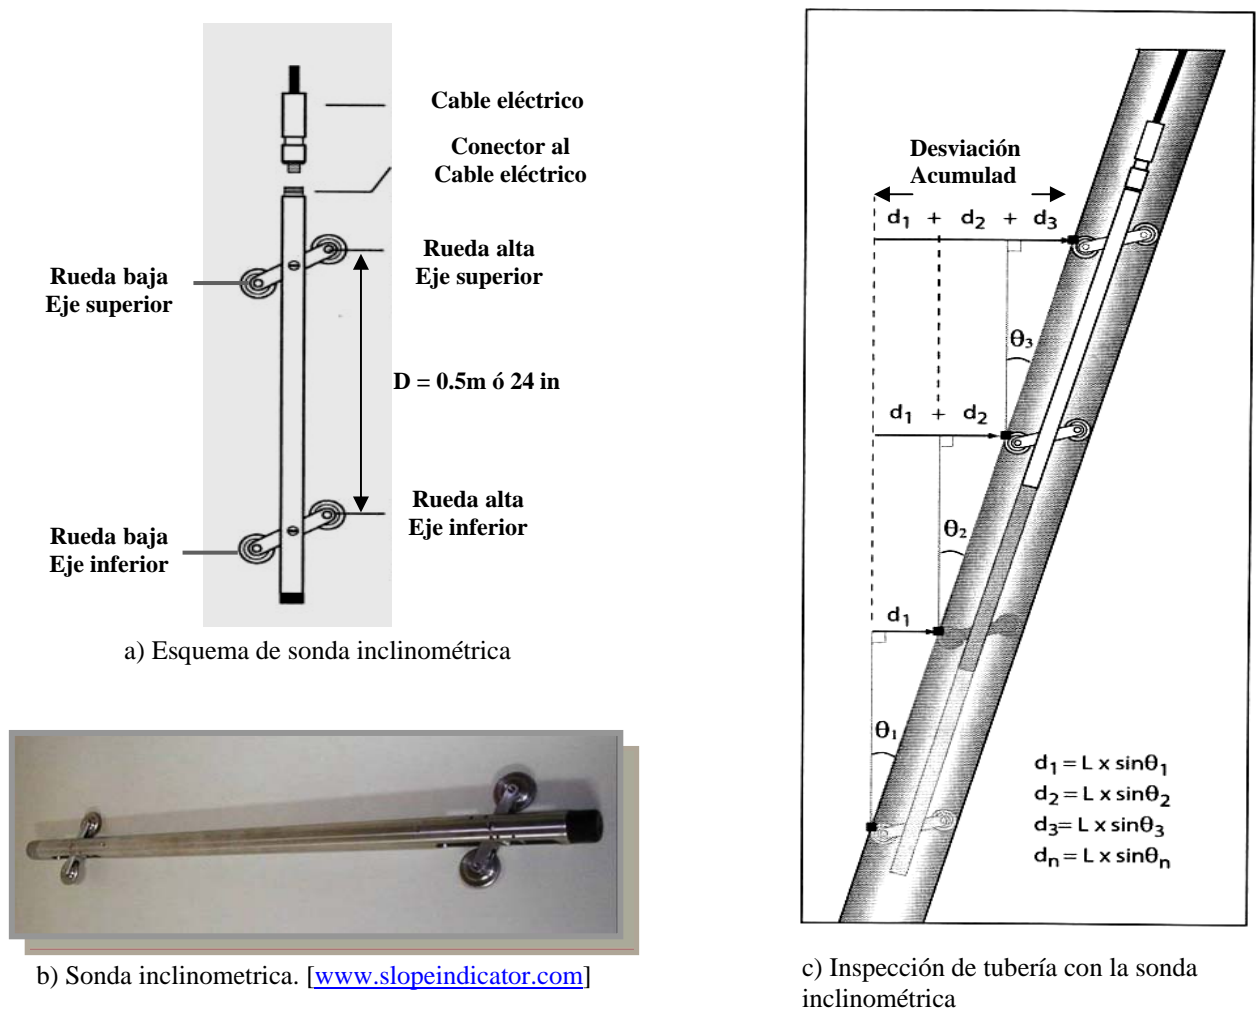 Cable eléctrico
Conector al
Cable eléctrico
Rueda alta
Eje superior
Rueda baja
Eje superior
D = 0.5m ó 24 in
Rueda alta
Eje inferior
Rueda baja
Eje inferior
a) Esquema de sonda inclinométrica
b) Sonda inclinometrica. [www.slopeindicator.com]
Desviación
Acumulad
d1 + d2 + d3
θ3
d1 + d2
θ2
d1
θ1
d1 = L x sinθ1
d2 = L x sinθ2
d3= L x sinθ3
dn = L x sinθn
c) Inspección de tubería con la sonda
inclinométrica